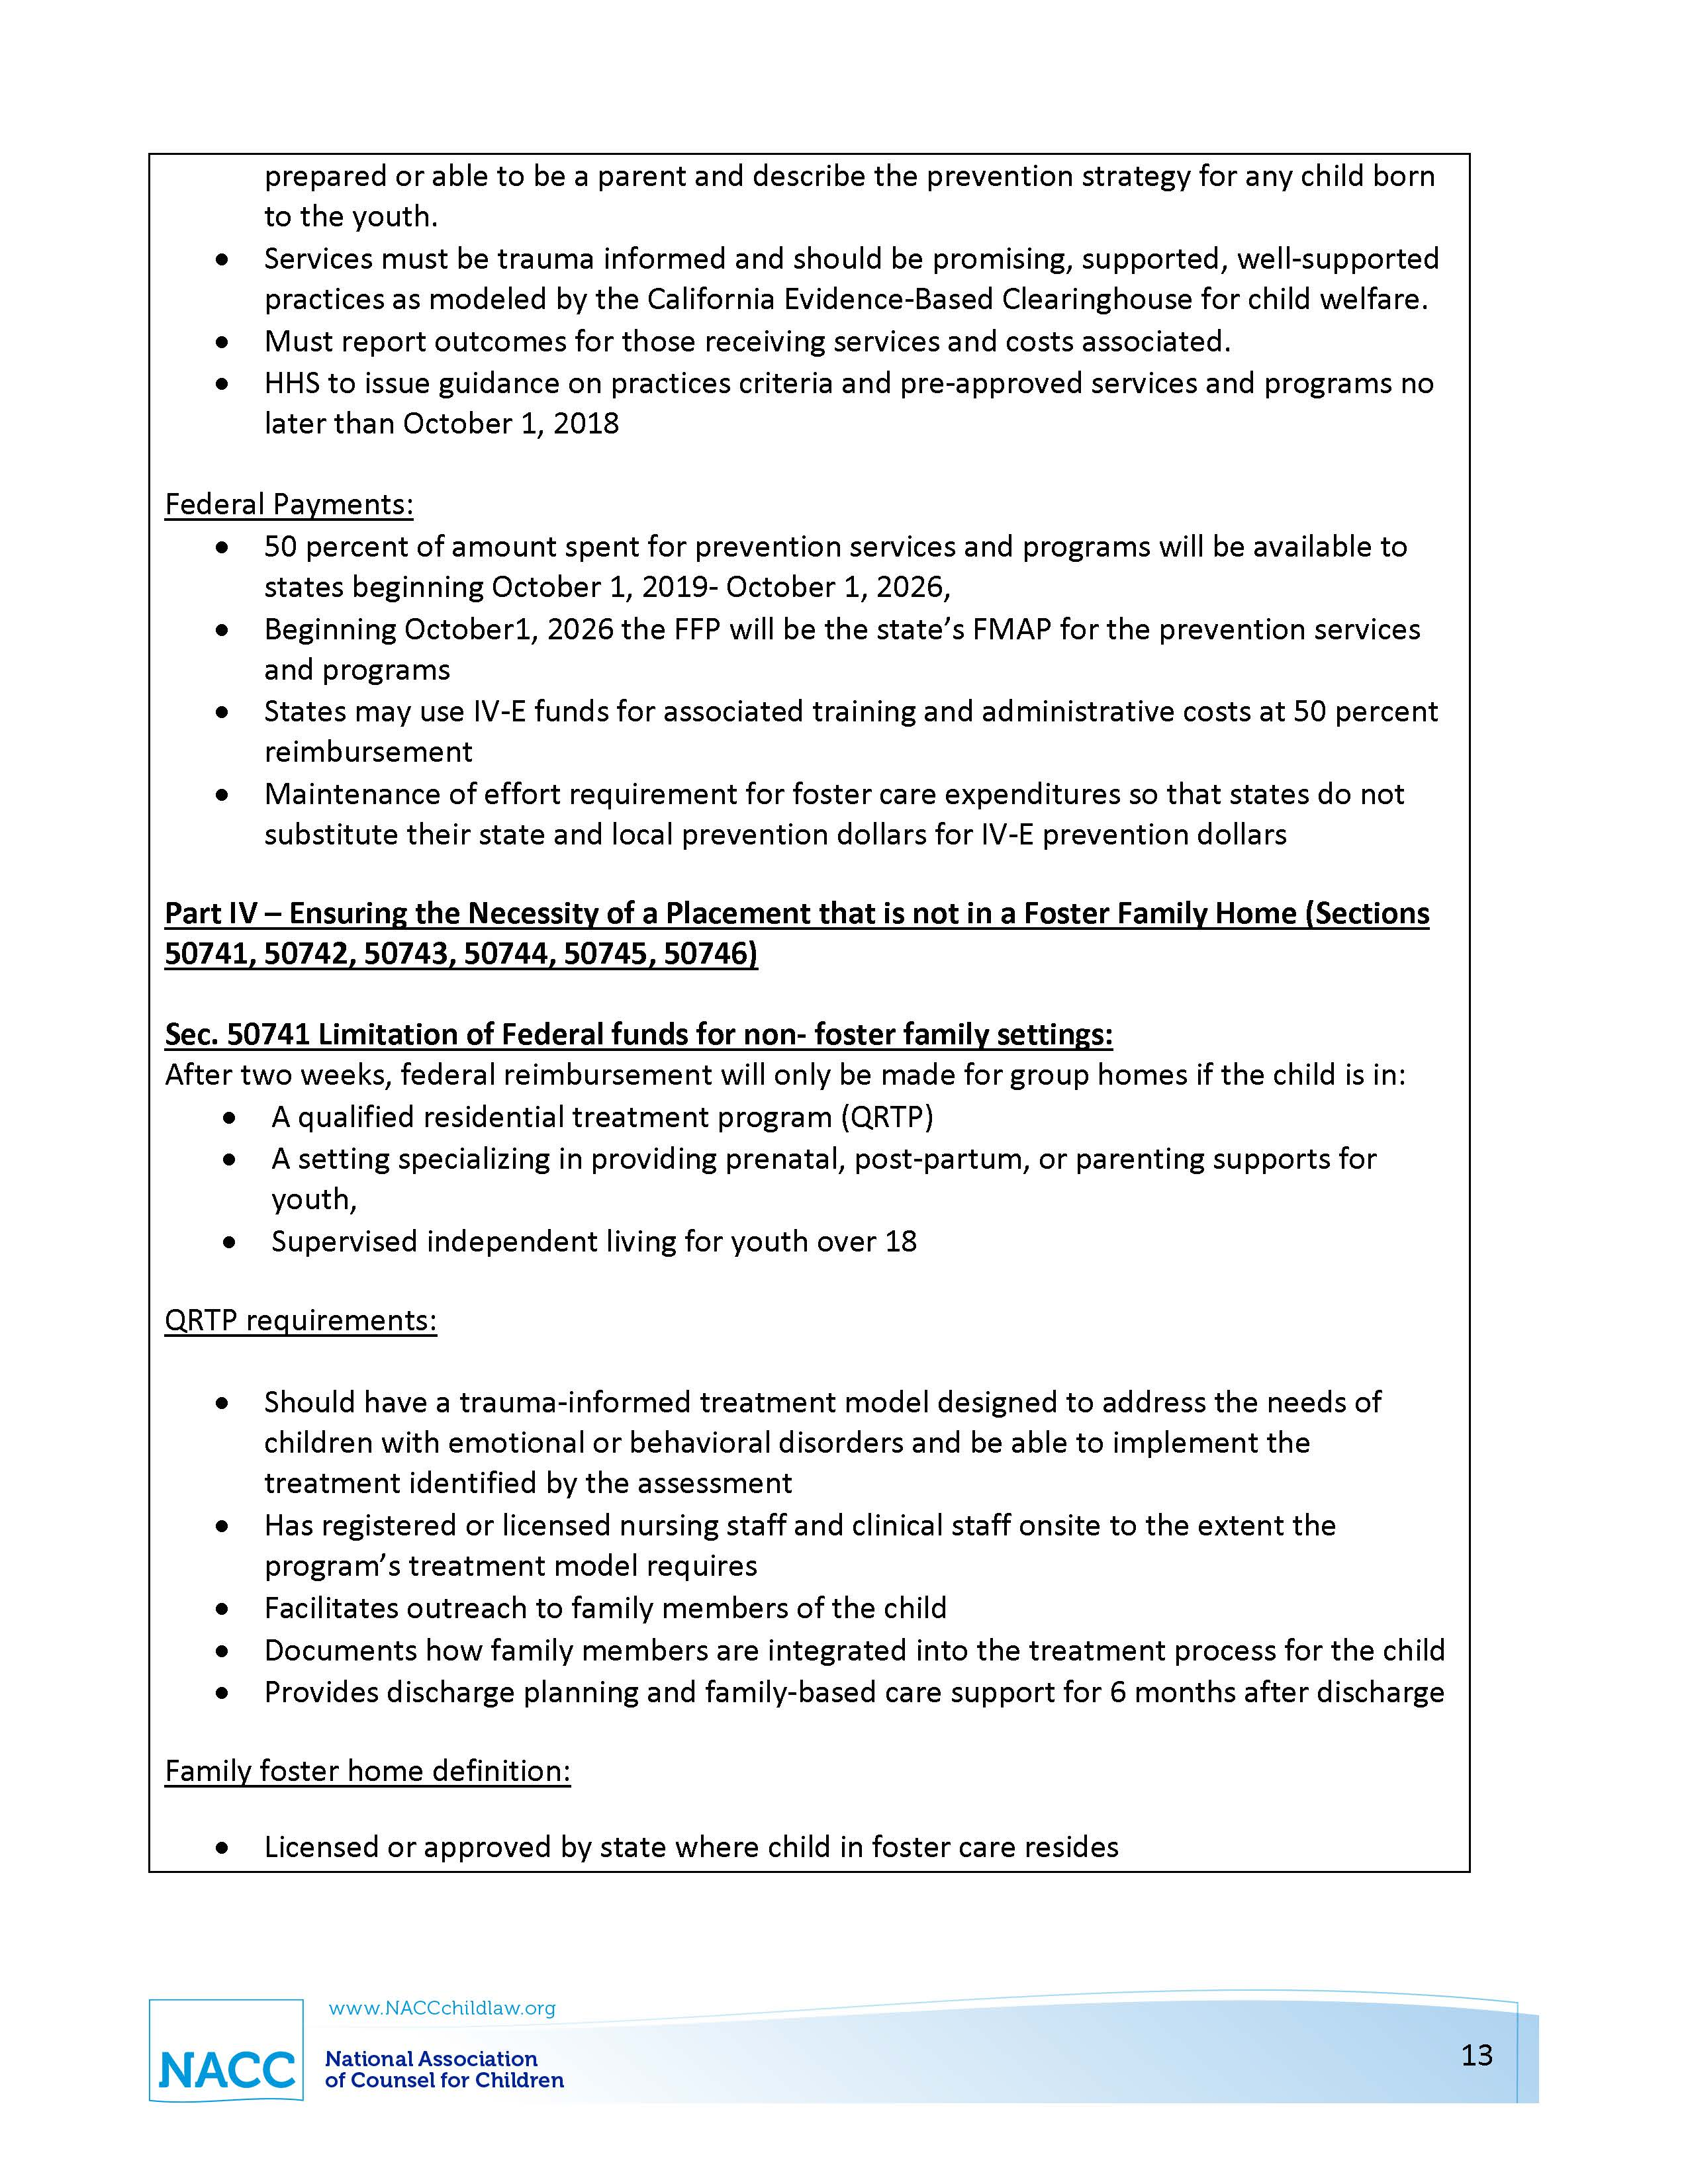 prepared or able to be a parent and describe the prevention strategy for any child born
to the youth.
• Services must be trauma informed and should be promising, supported, well-supported
practices as modeled by the California Evidence-Based Clearinghouse for child welfare.
• Must report outcomes for those receiving services and costs associated.
• HHS to issue guidance on practices criteria and pre-approved services and programs no
later than October 1, 2018
Federal Payments:
• 50 percent of amount spent for prevention services and programs will be available to
states beginning October 1, 2019- October 1, 2026,
• Beginning October1, 2026 the FFP will be the state’s FMAP for the prevention services
and programs
• States may use IV-E funds for associated training and administrative costs at 50 percent
reimbursement
• Maintenance of effort requirement for foster care expenditures so that states do not
substitute their state and local prevention dollars for IV-E prevention dollars
Part IV – Ensuring the Necessity of a Placement that is not in a Foster Family Home (Sections
50741, 50742, 50743, 50744, 50745, 50746)
Sec. 50741 Limitation of Federal funds for non- foster family settings:
After two weeks, federal reimbursement will only be made for group homes if the child is in:
• A qualified residential treatment program (QRTP)
• A setting specializing in providing prenatal, post-partum, or parenting supports for
youth,
• Supervised independent living for youth over 18
QRTP requirements:
• Should have a trauma-informed treatment model designed to address the needs of
children with emotional or behavioral disorders and be able to implement the
treatment identified by the assessment
• Has registered or licensed nursing staff and clinical staff onsite to the extent the
program’s treatment model requires
• Facilitates outreach to family members of the child
• Documents how family members are integrated into the treatment process for the child
• Provides discharge planning and family-based care support for 6 months after discharge
Family foster home definition:
• Licensed or approved by state where child in foster care resides
www.NACCchildlaw.org
NACC
National Association
of Counsel for Children
13